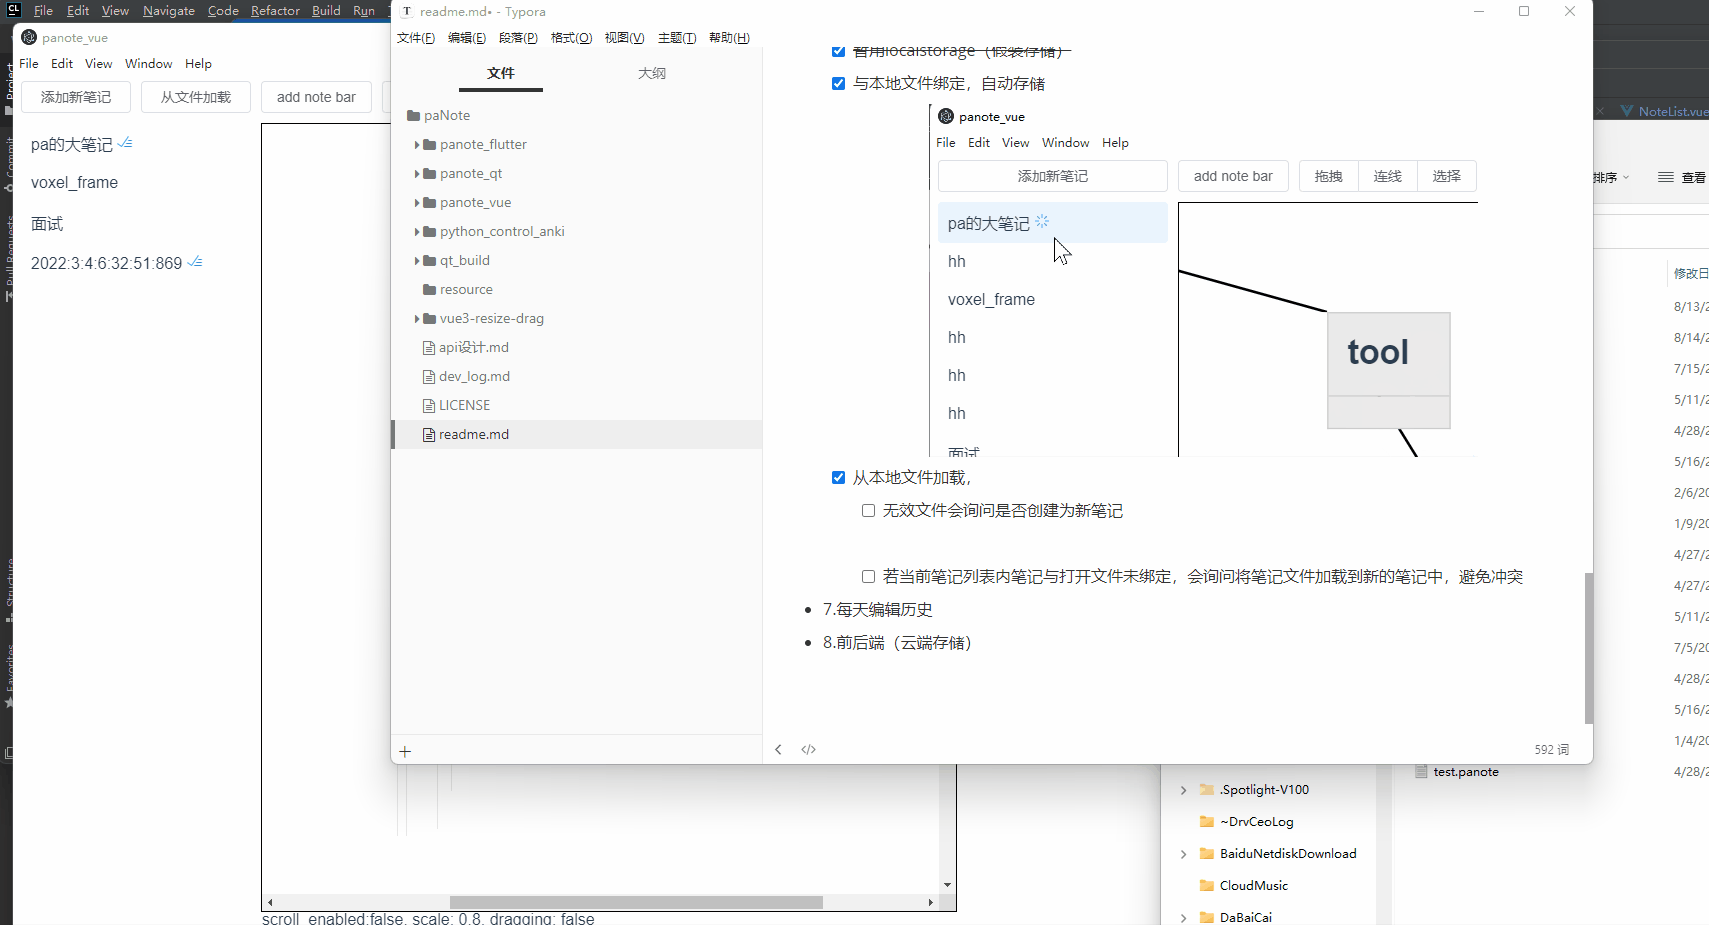 CL File Edit View Navigate Code Refactor Build Run
panote_vue
File Edit View Window Help
添加新笔记 从文件加载 add note bar
pa的大笔记
voxel_frame
面试
2022:3:4:6:32:51:869
scroll_enabled:false, scale: 0.8, dragging: false
Project
Commit
Pull Requests
Structure
Favorites
T readme.md• - Typora
文件(F) 编辑(E) 段落(P) 格式(O) 视图(V) 主题(T) 帮助(H)
文件 大纲
paNote
panote_flutter
panote_qt
panote_vue
python_control_anki
qt_build
resource
vue3-resize-drag
api设计.md
dev_log.md
LICENSE
readme.md
暂用localstorage（假装存储）
与本地文件绑定，自动存储
panote_vue
File Edit View Window Help
添加新笔记 add note bar 拖拽 连线 选择
pa的大笔记
hh
voxel_frame
hh
hh
hh
面试
tool
从本地文件加载，
无效文件会询问是否创建为新笔记
若当前笔记列表内笔记与打开文件未绑定，会询问将笔记文件加载到新的笔记中，避免冲突
7.每天编辑历史
8.前后端（云端存储）
592 词
NoteList.vue
排序 查看
修改日
8/13/2
8/14/2
7/15/2
5/11/2
4/28/2
5/16/2
2/6/20
1/9/20
4/27/2
4/27/2
5/11/2
7/5/20
4/28/2
5/16/2
1/4/20
test.panote 4/28/2
.Spotlight-V100
~DrvCeoLog
BaiduNetdiskDownload
CloudMusic
DaBaiCai